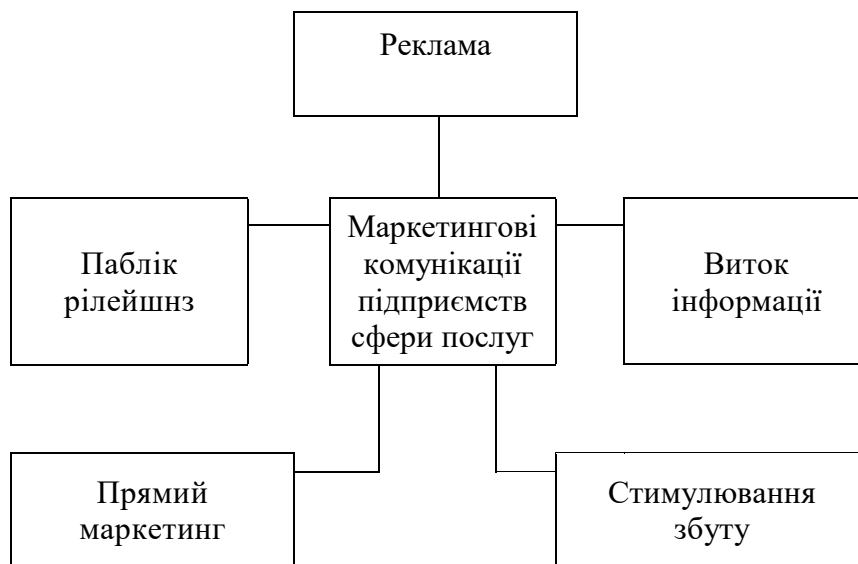 Реклама
Паблік
рілейшнз
Маркетингові
комунікації
підприємств
сфери послуг
Виток
інформації
Прямий
маркетинг
Стимулювання
збуту